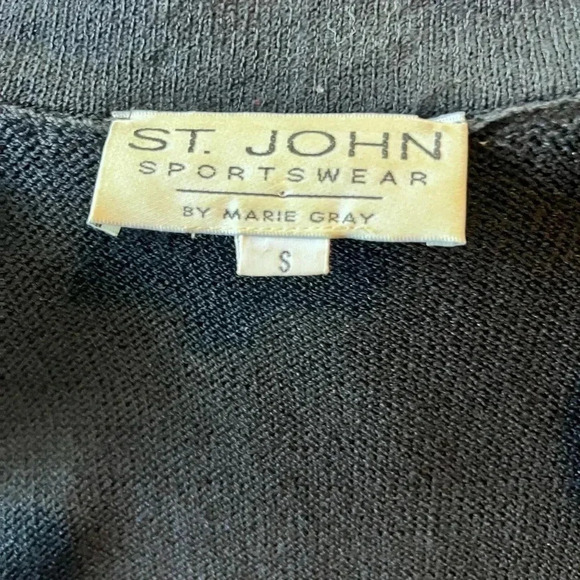 ST. JOHN
SPORTSWEAR
BY MARIE GRAY
S